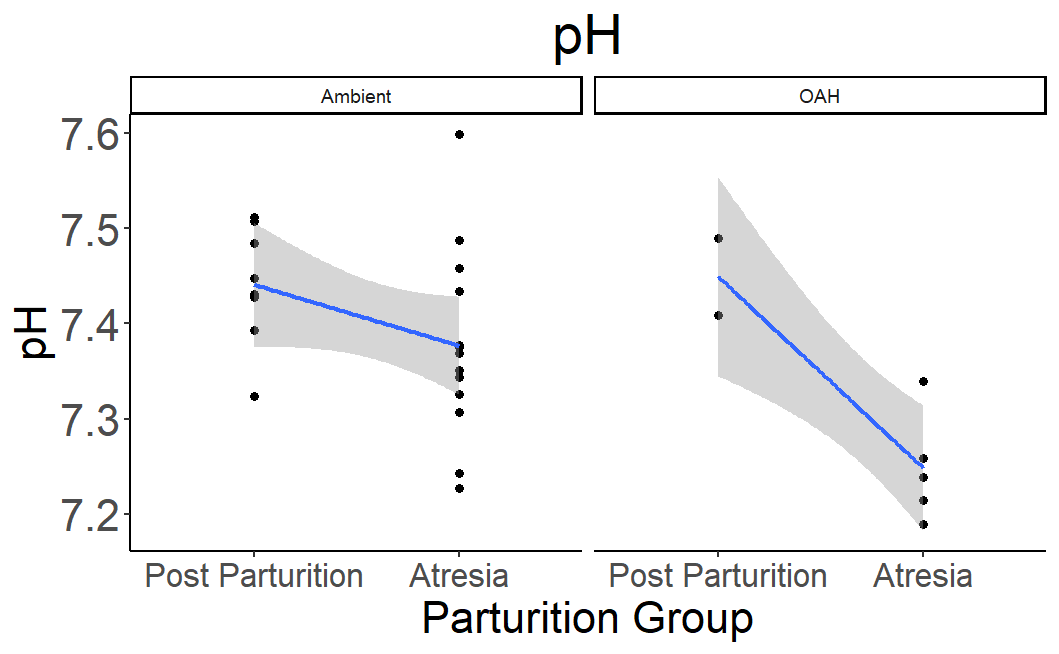 pH
Ambient
OAH
pH
7.6
7.5
7.4
7.3
7.2
Post Parturition
Atresia
Post Parturition
Atresia
Parturition Group